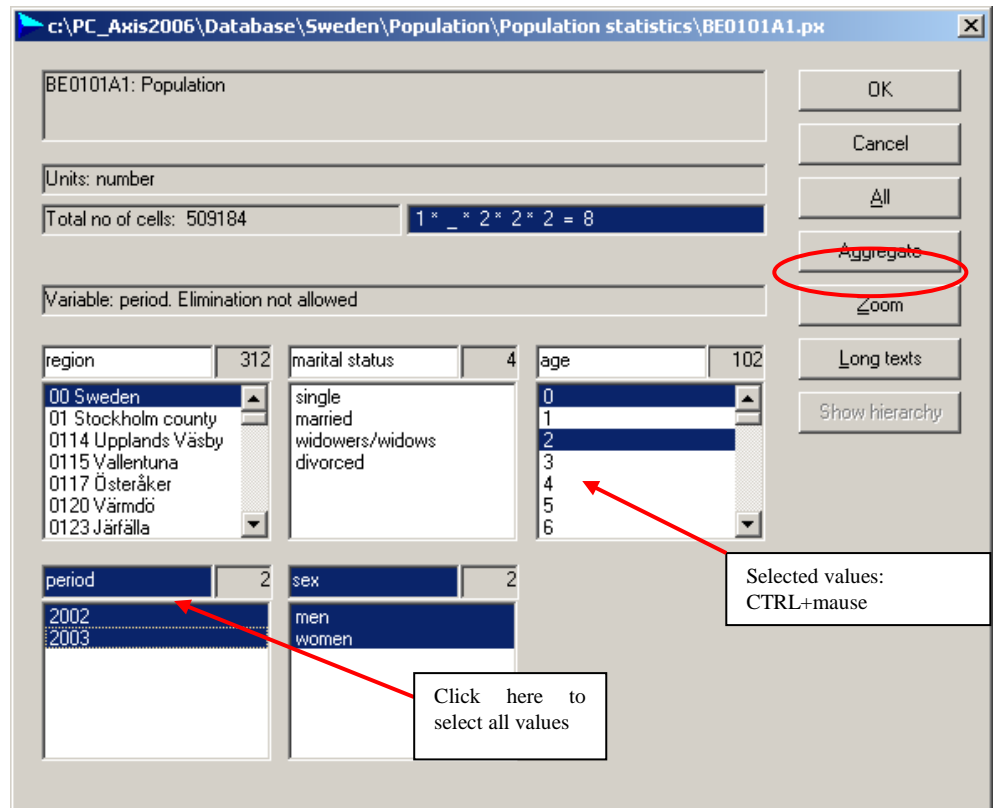 c:\PC_Axis2006\Database\Sweden\Population\Population statistics\BE0101A1.px
BE0101A1: Population
OK
Cancel
Units: number
All
Total no of cells: 509184
1 * _ * 2 * 2 * 2 = 8
Aggregate
Variable: period. Elimination not allowed
Zoom
region 312
marital status 4
age 102
Long texts
00 Sweden
01 Stockholm county
0114 Upplands Väsby
0115 Vallentuna
0117 Österåker
0120 Värmdö
0123 Järfälla
single
married
widowers/widows
divorced
0
1
2
3
4
5
6
Show hierarchy
period 2
sex 2
2002
2003
men
women
Selected values:
CTRL+mause
Click here to
select all values